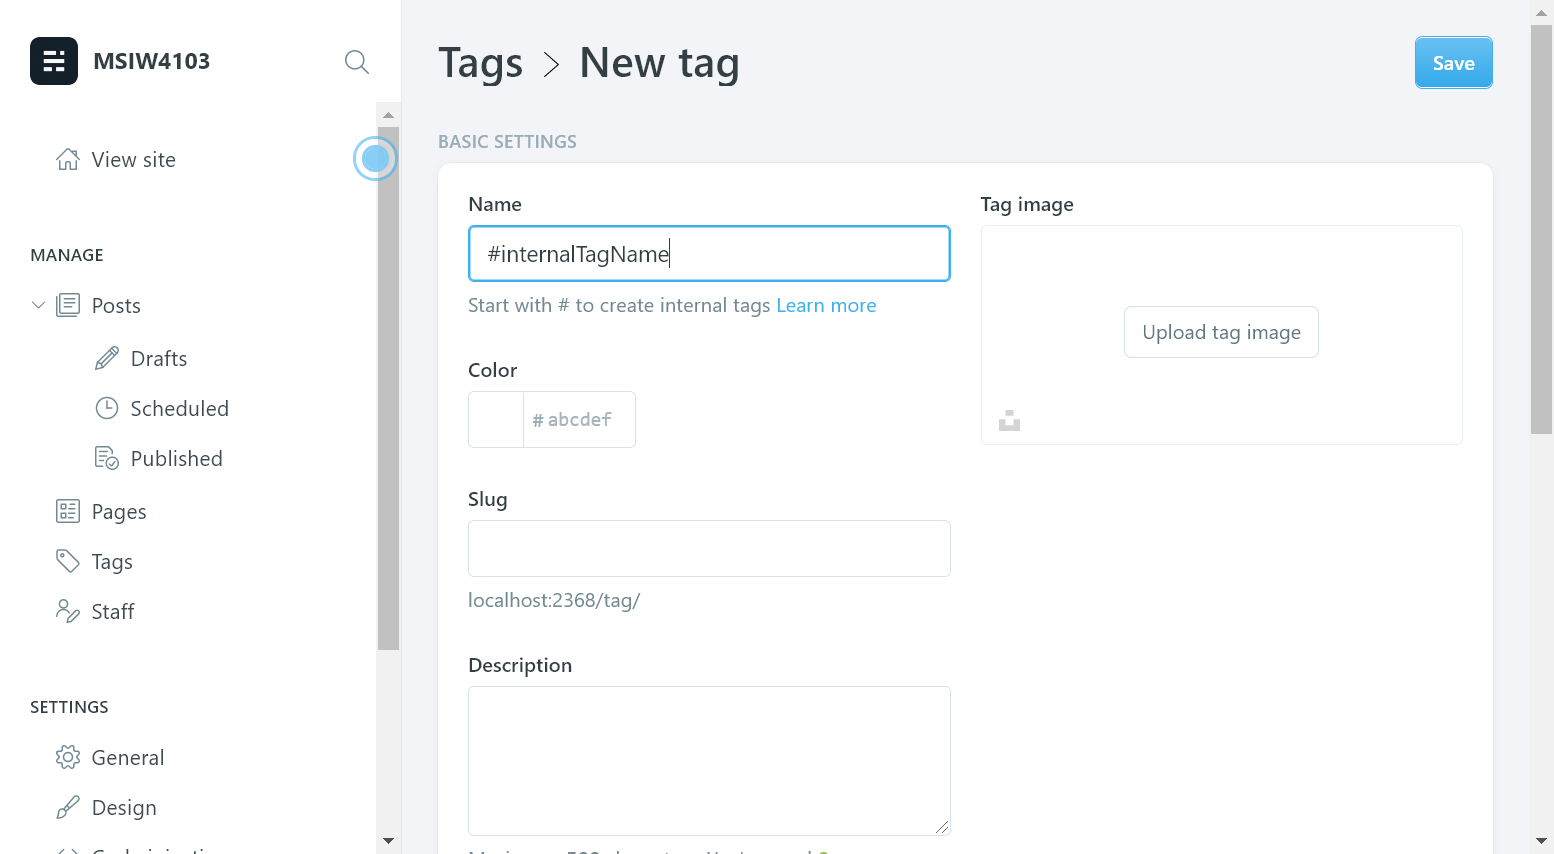 MSIW4103
View site
MANAGE
Posts
Drafts
Scheduled
Published
Pages
Tags
Staff
SETTINGS
General
Design
Tags > New tag
Save
BASIC SETTINGS
Name
#internalTagName
Start with # to create internal tags Learn more
Color
# abcdef
Slug
localhost:2368/tag/
Description
Tag image
Upload tag image